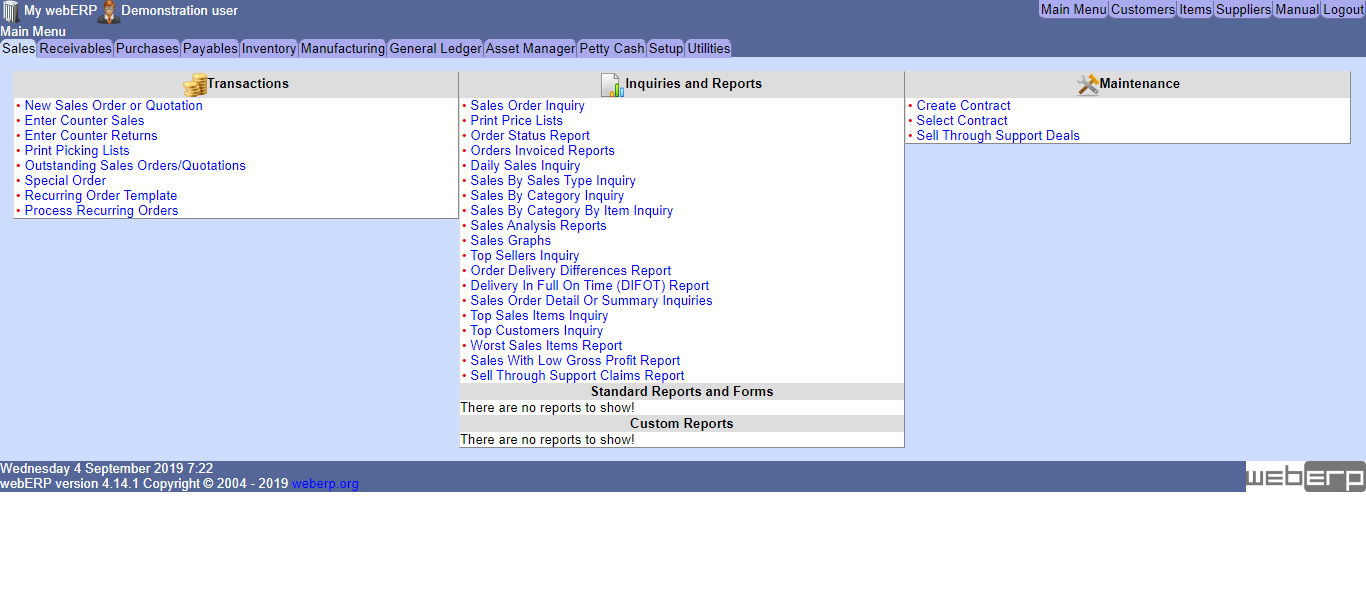 My webERP Demonstration user
Main Menu Customers Items Suppliers Manual Logout
Main Menu
Sales Receivables Purchases Payables Inventory Manufacturing General Ledger Asset Manager Petty Cash Setup Utilities
Transactions
• New Sales Order or Quotation
• Enter Counter Sales
• Enter Counter Returns
• Print Picking Lists
• Outstanding Sales Orders/Quotations
• Special Order
• Recurring Order Template
• Process Recurring Orders
Inquiries and Reports
• Sales Order Inquiry
• Print Price Lists
• Order Status Report
• Orders Invoiced Reports
• Daily Sales Inquiry
• Sales By Sales Type Inquiry
• Sales By Category Inquiry
• Sales By Category By Item Inquiry
• Sales Analysis Reports
• Sales Graphs
• Top Sellers Inquiry
• Order Delivery Differences Report
• Delivery In Full On Time (DIFOT) Report
• Sales Order Detail Or Summary Inquiries
• Top Sales Items Inquiry
• Top Customers Inquiry
• Worst Sales Items Report
• Sales With Low Gross Profit Report
• Sell Through Support Claims Report
Standard Reports and Forms
There are no reports to show!
Custom Reports
There are no reports to show!
Maintenance
• Create Contract
• Select Contract
• Sell Through Support Deals
Wednesday 4 September 2019 7:22
webERP version 4.14.1 Copyright © 2004 - 2019 weberp.org
weberp